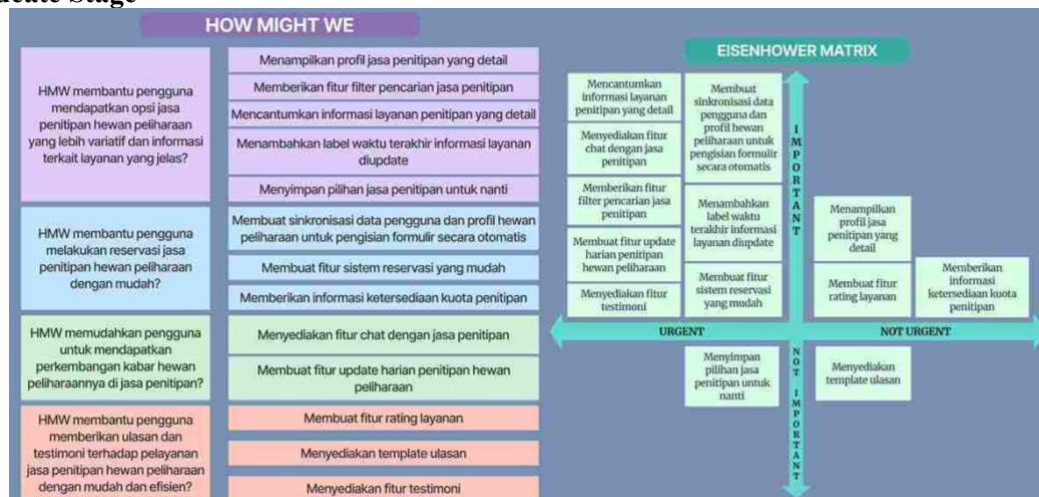 Ideate Stage
HOW MIGHT WE
HMW membantu pengguna
mendapatkan opsi jasa
penitipan hewan peliharaan
yang lebih variatif dan informasi
terkait layanan yang jelas?
Menampilkan profil jasa penitipan yang detail
Memberikan fitur filter pencarian jasa penitipan
Mencantumkan informasi layanan penitipan yang detail
Menambahkan label waktu terakhir informasi layanan
diupdate
Menyimpan pilihan jasa penitipan untuk nanti
HMW membantu pengguna
melakukan reservasi jasa
penitipan hewan peliharaan
dengan mudah?
Membuat sinkronisasi data pengguna dan profil hewan
peliharaan untuk pengisian formulir secara otomatis
Membuat fitur sistem reservasi yang mudah
Memberikan informasi ketersediaan kuota penitipan
HMW memudahkan pengguna
untuk mendapatkan
perkembangan kabar hewan
peliharaannya di jasa penitipan?
Menyediakan fitur chat dengan jasa penitipan
Membuat fitur update harian penitipan hewan
peliharaan
HMW membantu pengguna
memberikan ulasan dan
testimoni terhadap pelayanan
jasa penitipan hewan peliharaan
dengan mudah dan efisien?
Membuat fitur rating layanan
Menyediakan template ulasan
Menyediakan fitur testimoni
EISENHOWER MATRIX
Mencantumkan
informasi layanan
penitipan yang detail
Menyediakan fitur
chat dengan jasa
penitipan
Memberikan fitur
filter pencarian jasa
penitipan
Membuat fitur update
harian penitipan
hewan peliharaan
Menyediakan fitur
testimoni
Membuat
sinkronisasi data
pengguna dan
profil hewan
peliharaan untuk
pengisian formulir
secara otomatis
Menambahkan
label waktu
terakhir informasi
layanan diupdate
Membuat fitur
sistem reservasi
yang mudah
IMPORTANT
Menampilkan
profil jasa
penitipan yang
detail
Membuat fitur
rating layanan
Memberikan
informasi
ketersediaan kuota
penitipan
URGENT
NOT URGENT
Menyimpan
pilihan jasa
penitipan untuk
nanti
NOT IMPORTANT
Menyediakan
template ulasan